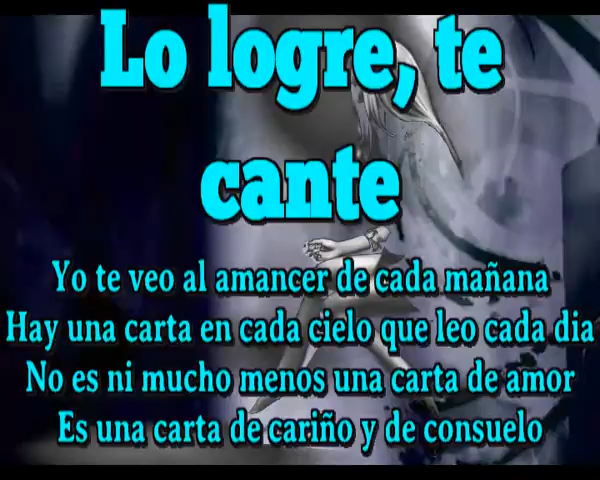 Lo logre, te
cante
Yo te veo al amancer de cada mañana
Hay una carta en cada cielo que leo cada dia
No es ni mucho menos una carta de amor
Es una carta de cariño y de consuelo